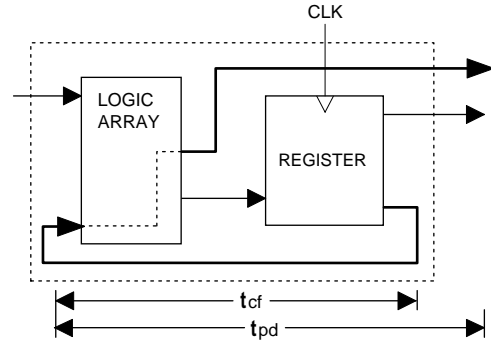 CLK
LOGIC
ARRAY
REGISTER
tcf
tpd